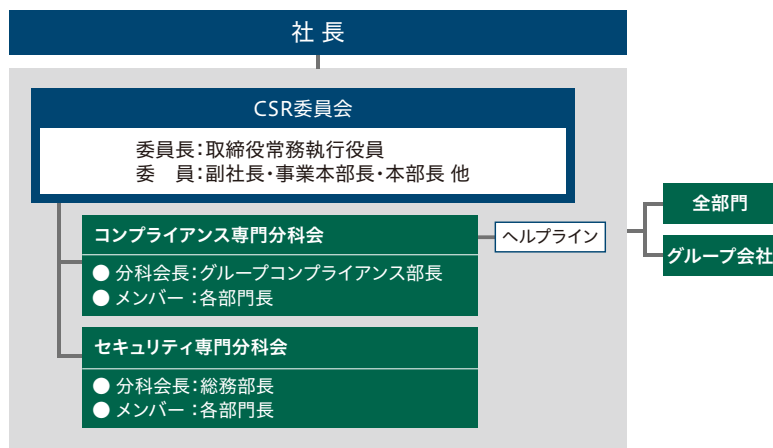 社 長
CSR委員会
委員長:取締役常務執行役員
委　員:副社長・事業本部長・本部長 他
コンプライアンス専門分科会
ヘルプライン
● 分科会長:グループコンプライアンス部長
● メンバー :各部門長
セキュリティ専門分科会
● 分科会長:総務部長
● メンバー :各部門長
全部門
グループ会社